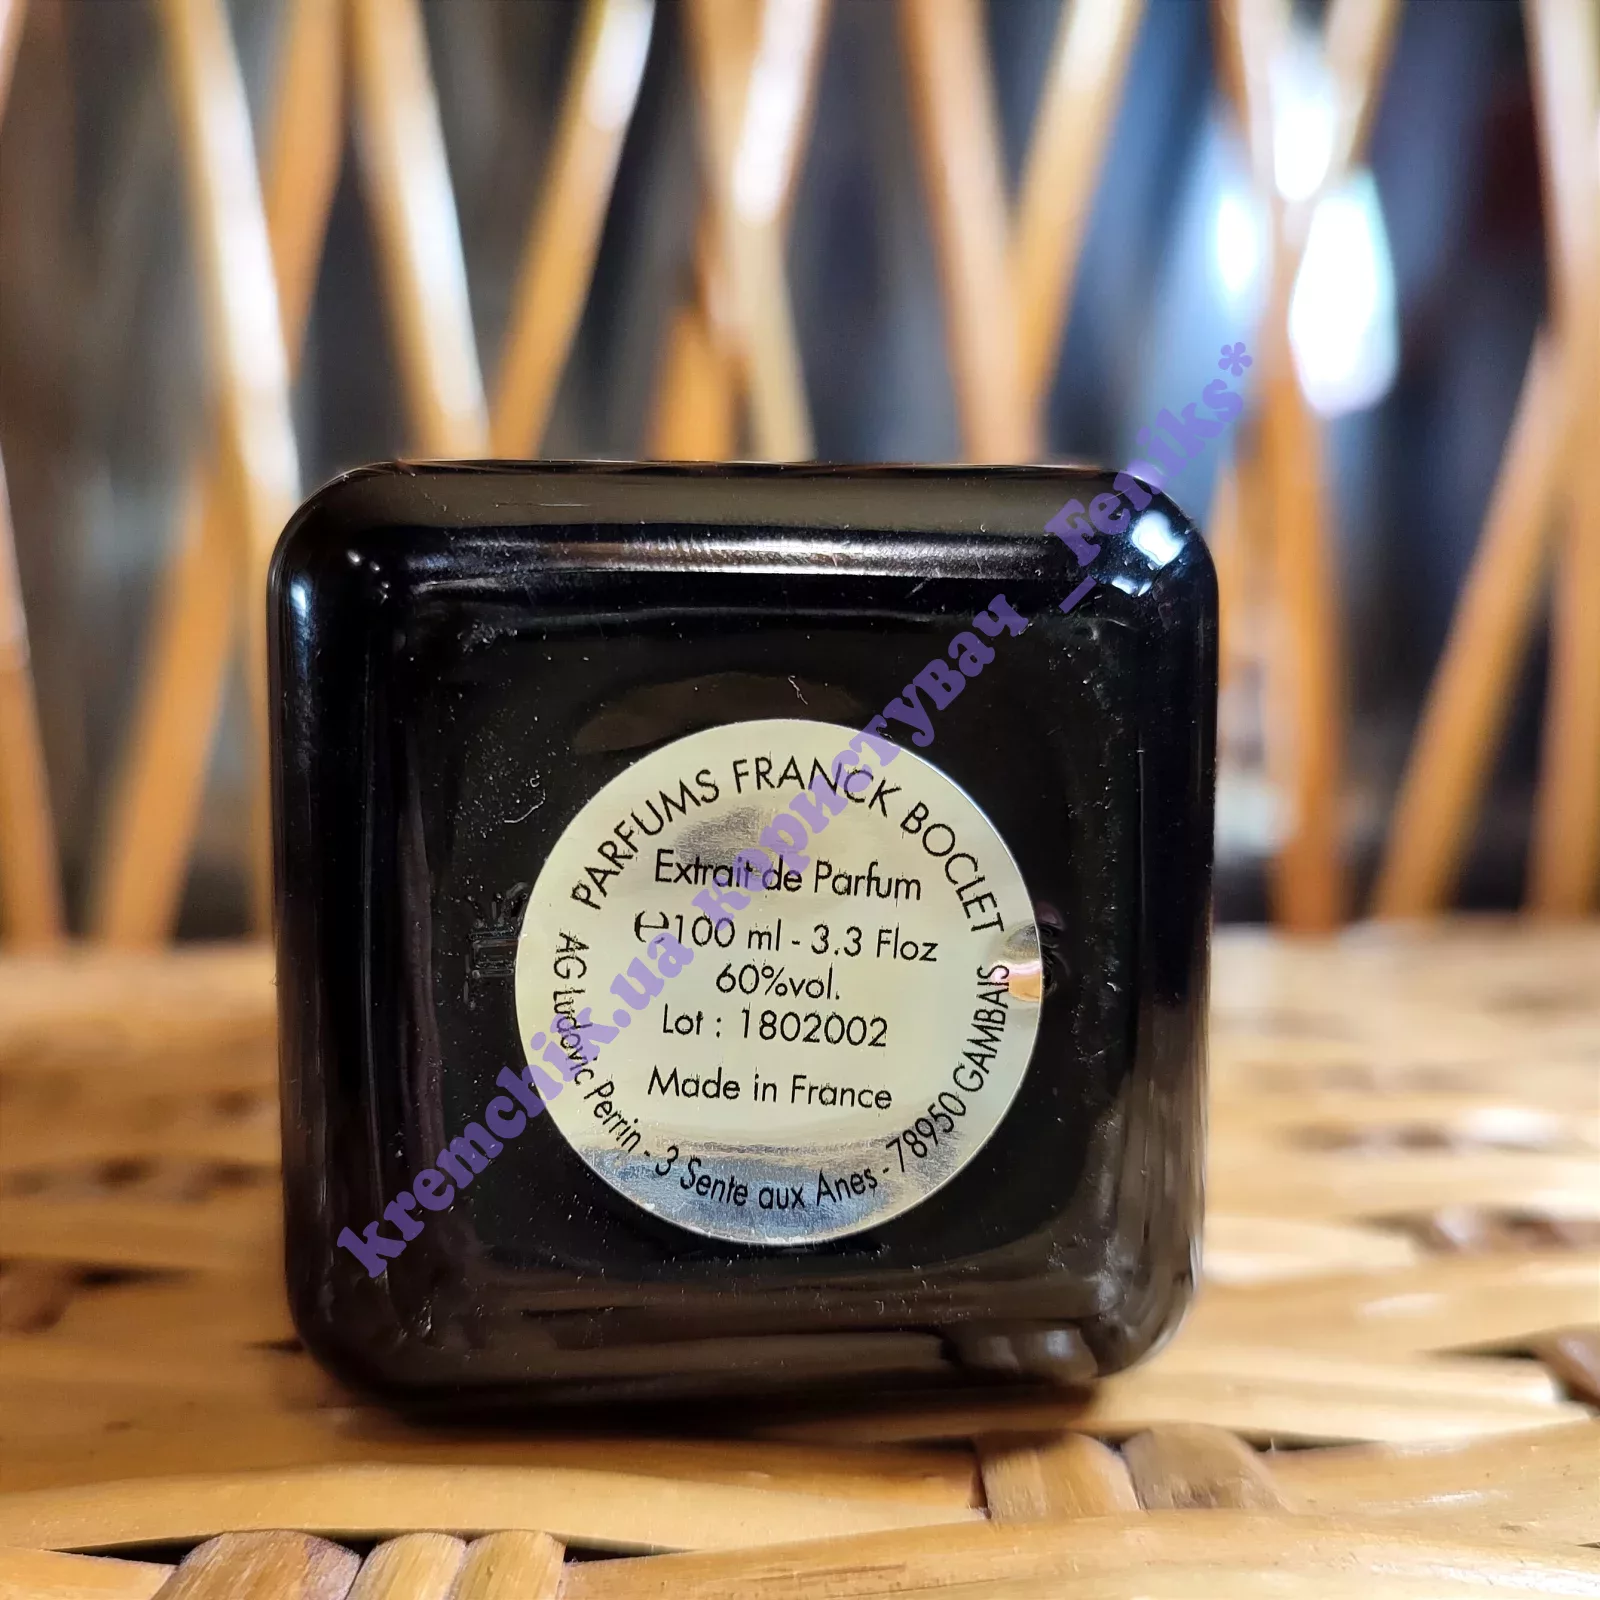 PARFUMS FRANCK BOCLET
Extrait de Parfum
℮100 ml - 3.3 Floz
60%vol.
Lot : 1802002
Made in France
AG Ludovic Perrin - 3 Sente aux Anes - 78950 GAMBAIS
kremchik.ua користуВач _Feniks*